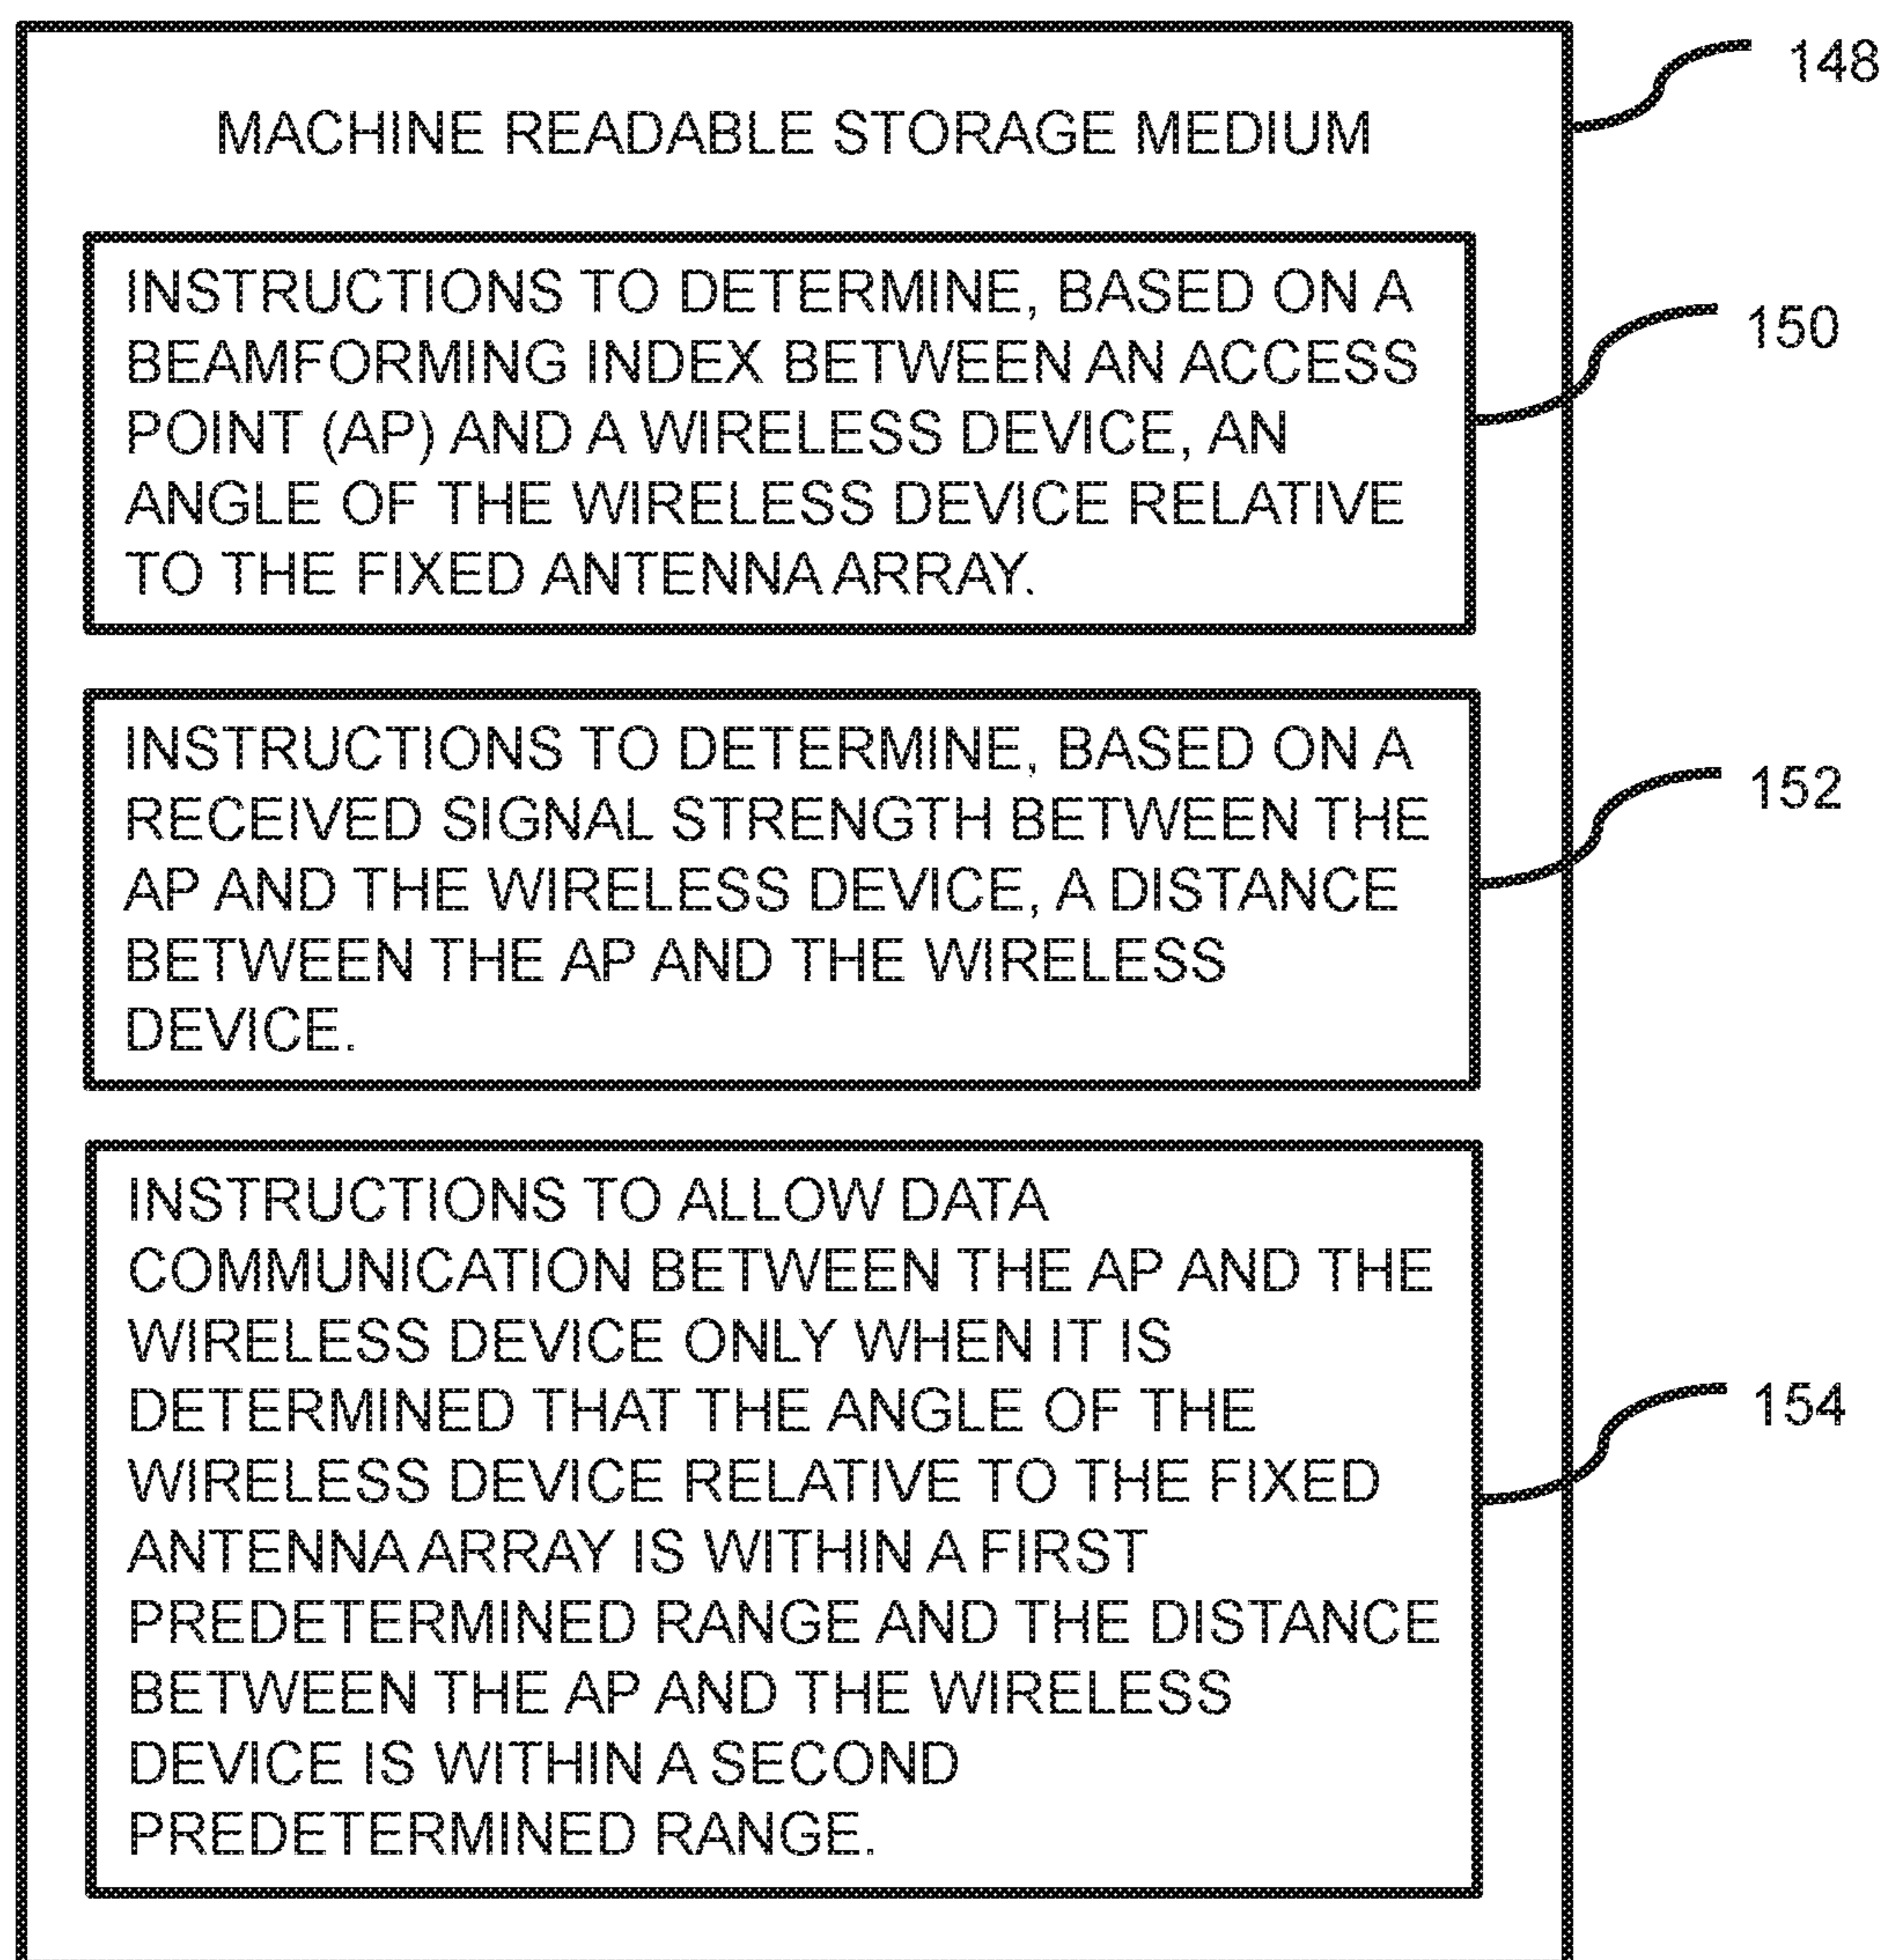 148
MACHINE READABLE STORAGE MEDIUM
INSTRUCTIONS TO DETERMINE, BASED ON A
BEAMFORMING INDEX BETWEEN AN ACCESS
POINT (AP) AND A WIRELESS DEVICE, AN
ANGLE OF THE WIRELESS DEVICE RELATIVE
TO THE FIXED ANTENNA ARRAY.
150
INSTRUCTIONS TO DETERMINE, BASED ON A
RECEIVED SIGNAL STRENGTH BETWEEN THE
AP AND THE WIRELESS DEVICE, A DISTANCE
BETWEEN THE AP AND THE WIRELESS
DEVICE.
152
INSTRUCTIONS TO ALLOW DATA
COMMUNICATION BETWEEN THE AP AND THE
WIRELESS DEVICE ONLY WHEN IT IS
DETERMINED THAT THE ANGLE OF THE
WIRELESS DEVICE RELATIVE TO THE FIXED
ANTENNA ARRAY IS WITHIN A FIRST
PREDETERMINED RANGE AND THE DISTANCE
BETWEEN THE AP AND THE WIRELESS
DEVICE IS WITHIN A SECOND
PREDETERMINED RANGE.
154